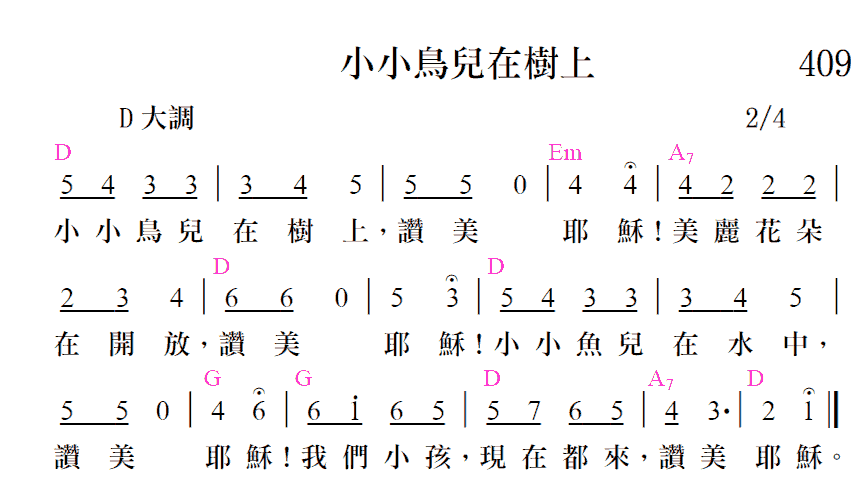 小小鳥兒在樹上 409
D 大調 2/4
D Em A7
5 4 3 3 | 3 4 5 | 5 5 0 | 4 4 | 4 2 2 2 |
小 小 鳥 兒 在 樹 上，讚 美 耶 穌！美 麗 花 朵
D D
2 3 4 | 6 6 0 | 5 3 | 5 4 3 3 | 3 4 5 |
在 開 放，讚 美 耶 穌！小 小 魚 兒 在 水 中，
G G D A7 D
5 5 0 | 4 6 | 6 i 6 5 | 5 7 6 5 | 4 3· | 2 1 ‖
讚 美 耶 穌！我 們 小 孩，現 在 都 來，讚 美 耶 穌。